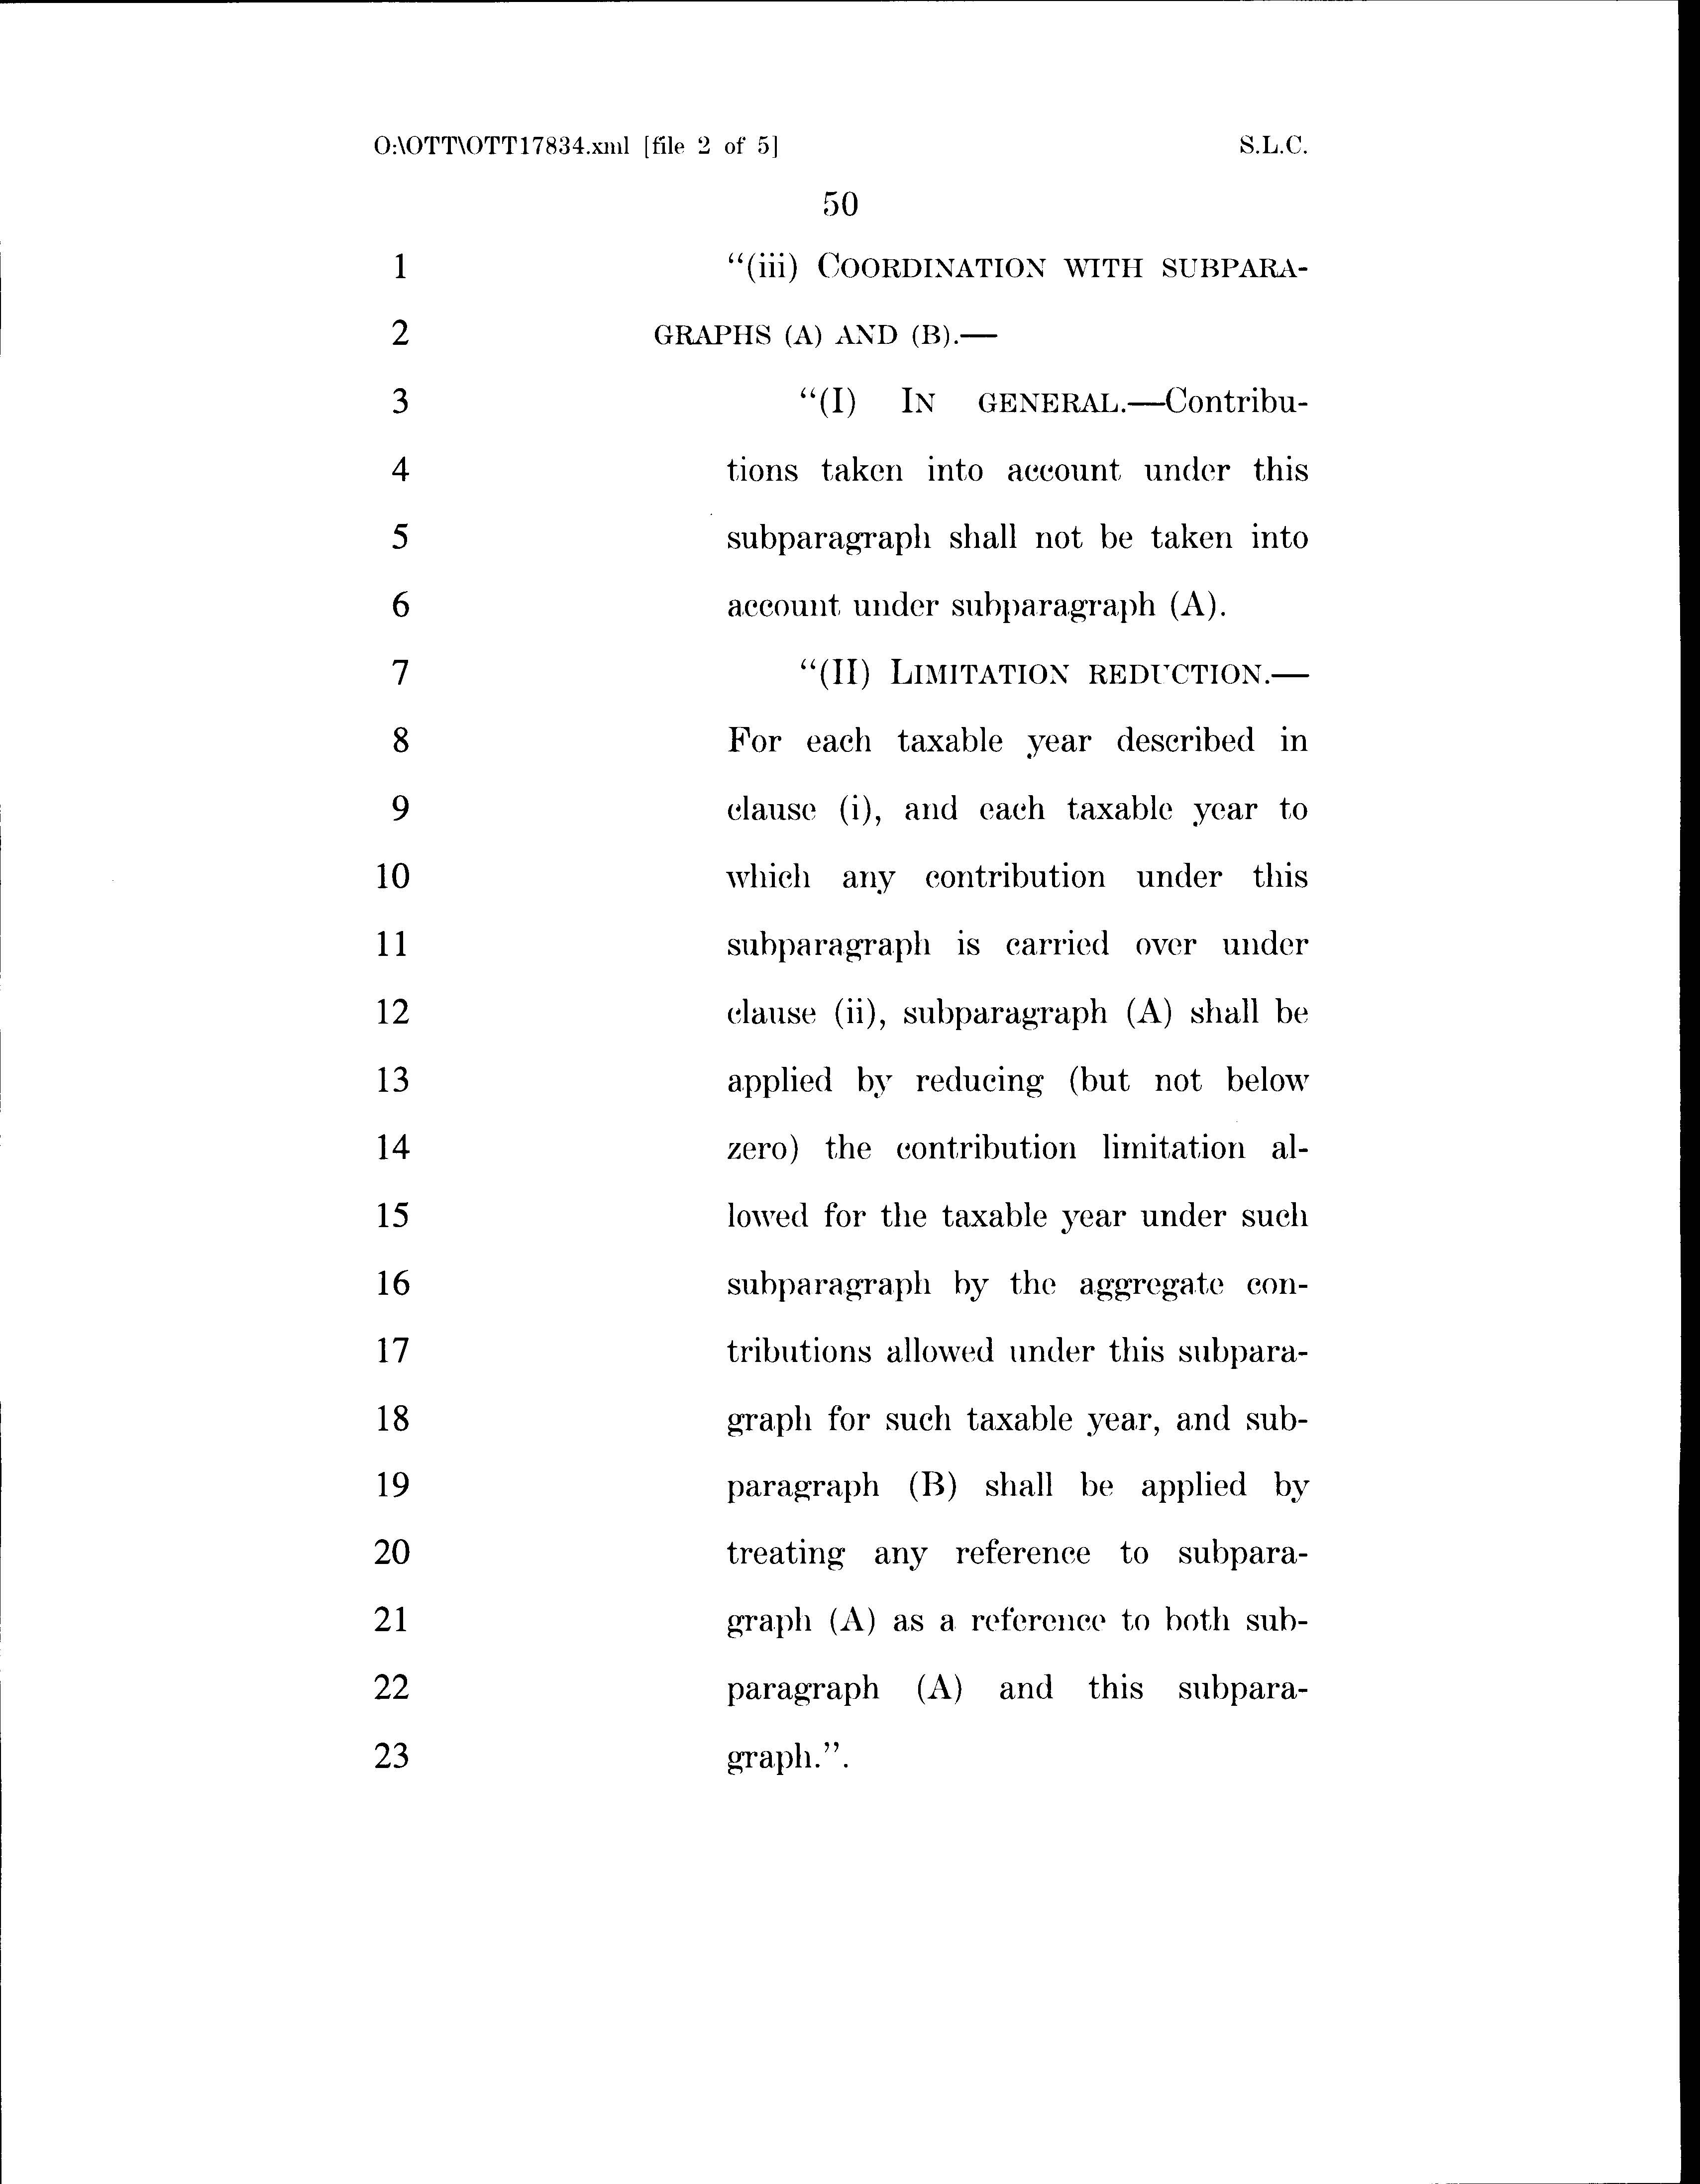 O:\OTT\OTT17834.xml [file 2 of 5] S.L.C.
50
1 “(iii) COORDINATION WITH SUBPARA-
2 GRAPHS (A) AND (B).—
3 “(I) IN GENERAL.—Contribu-
4 tions taken into account under this
5 subparagraph shall not be taken into
6 account under subparagraph (A).
7 “(II) LIMITATION REDUCTION.—
8 For each taxable year described in
9 clause (i), and each taxable year to
10 which any contribution under this
11 subparagraph is carried over under
12 clause (ii), subparagraph (A) shall be
13 applied by reducing (but not below
14 zero) the contribution limitation al-
15 lowed for the taxable year under such
16 subparagraph by the aggregate con-
17 tributions allowed under this subpara-
18 graph for such taxable year, and sub-
19 paragraph (B) shall be applied by
20 treating any reference to subpara-
21 graph (A) as a reference to both sub-
22 paragraph (A) and this subpara-
23 graph.”.